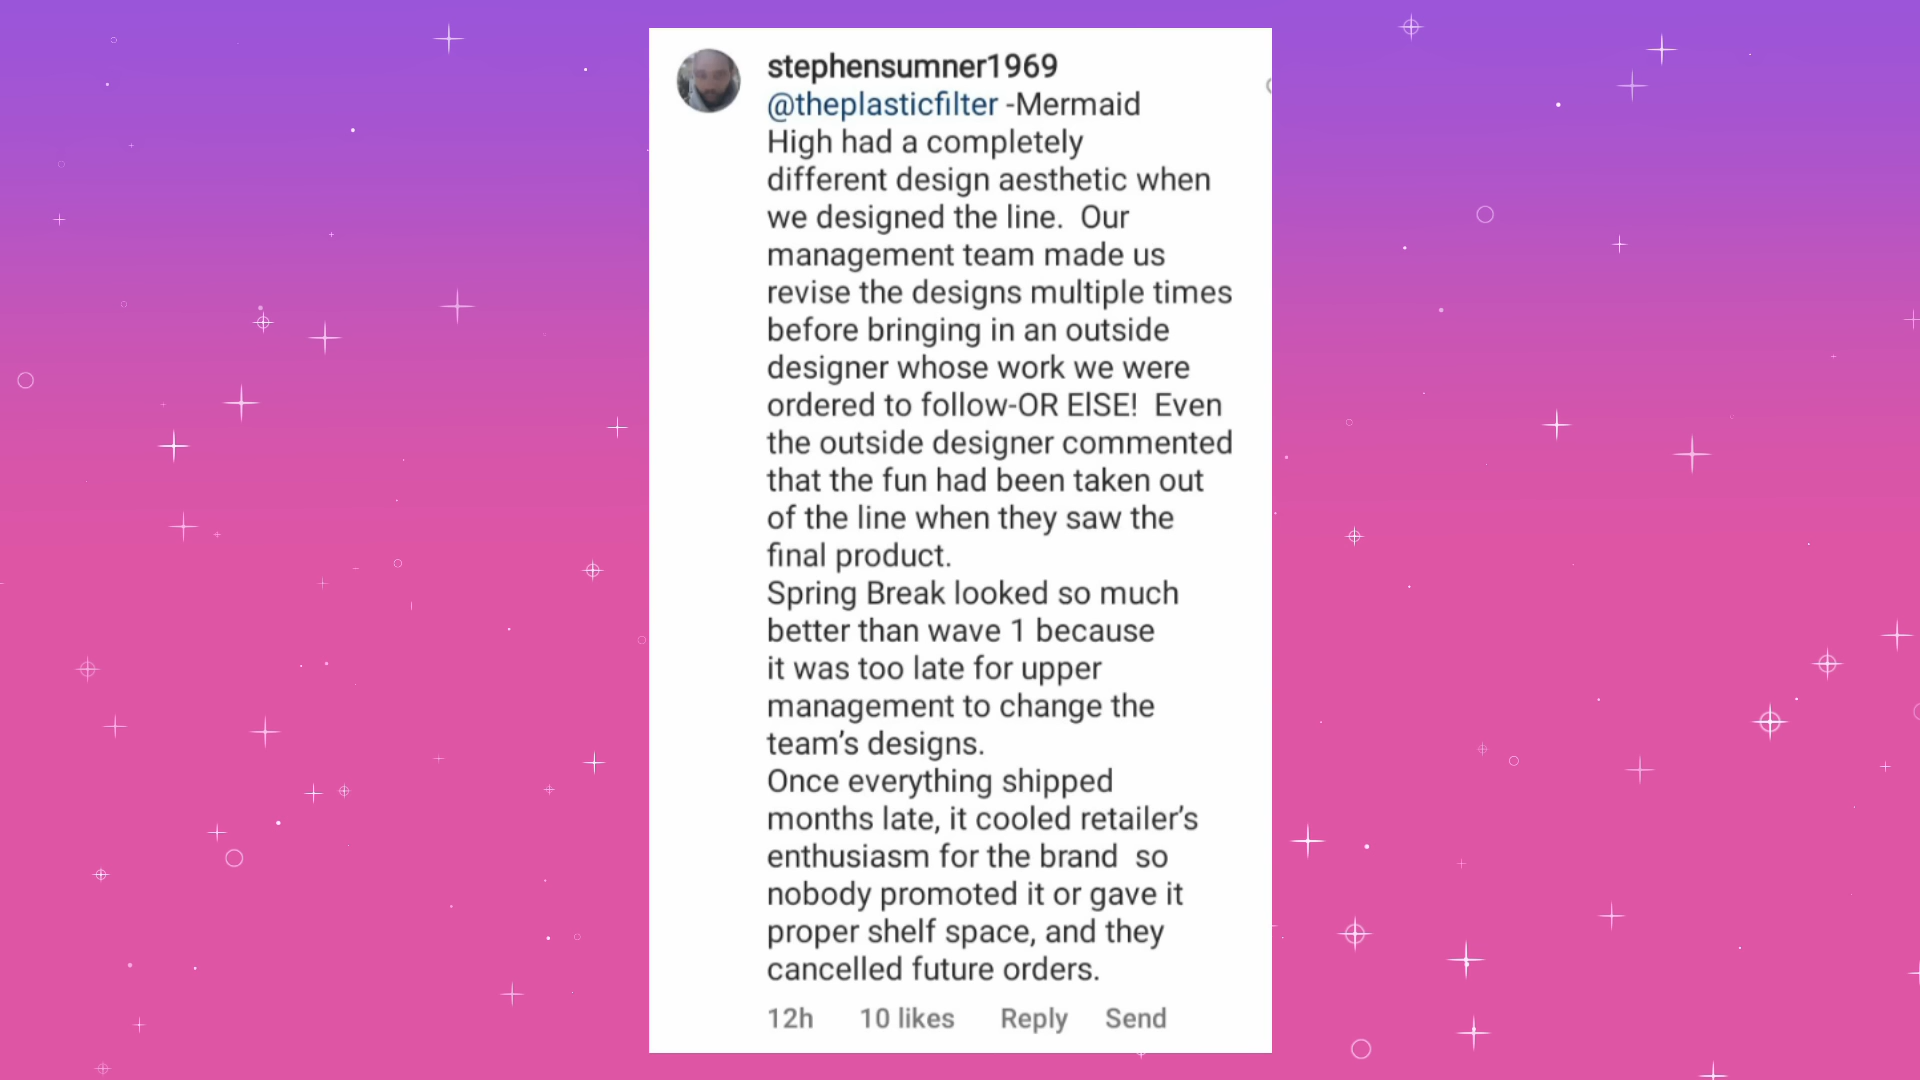 stephensumner1969
@theplasticfilter -Mermaid
High had a completely
different design aesthetic when
we designed the line.  Our
management team made us
revise the designs multiple times
before bringing in an outside
designer whose work we were
ordered to follow-OR ElSE!  Even
the outside designer commented
that the fun had been taken out
of the line when they saw the
final product.
Spring Break looked so much
better than wave 1 because
it was too late for upper
management to change the
team’s designs.
Once everything shipped
months late, it cooled retailer’s
enthusiasm for the brand  so
nobody promoted it or gave it
proper shelf space, and they
cancelled future orders.
12h 10 likes Reply Send